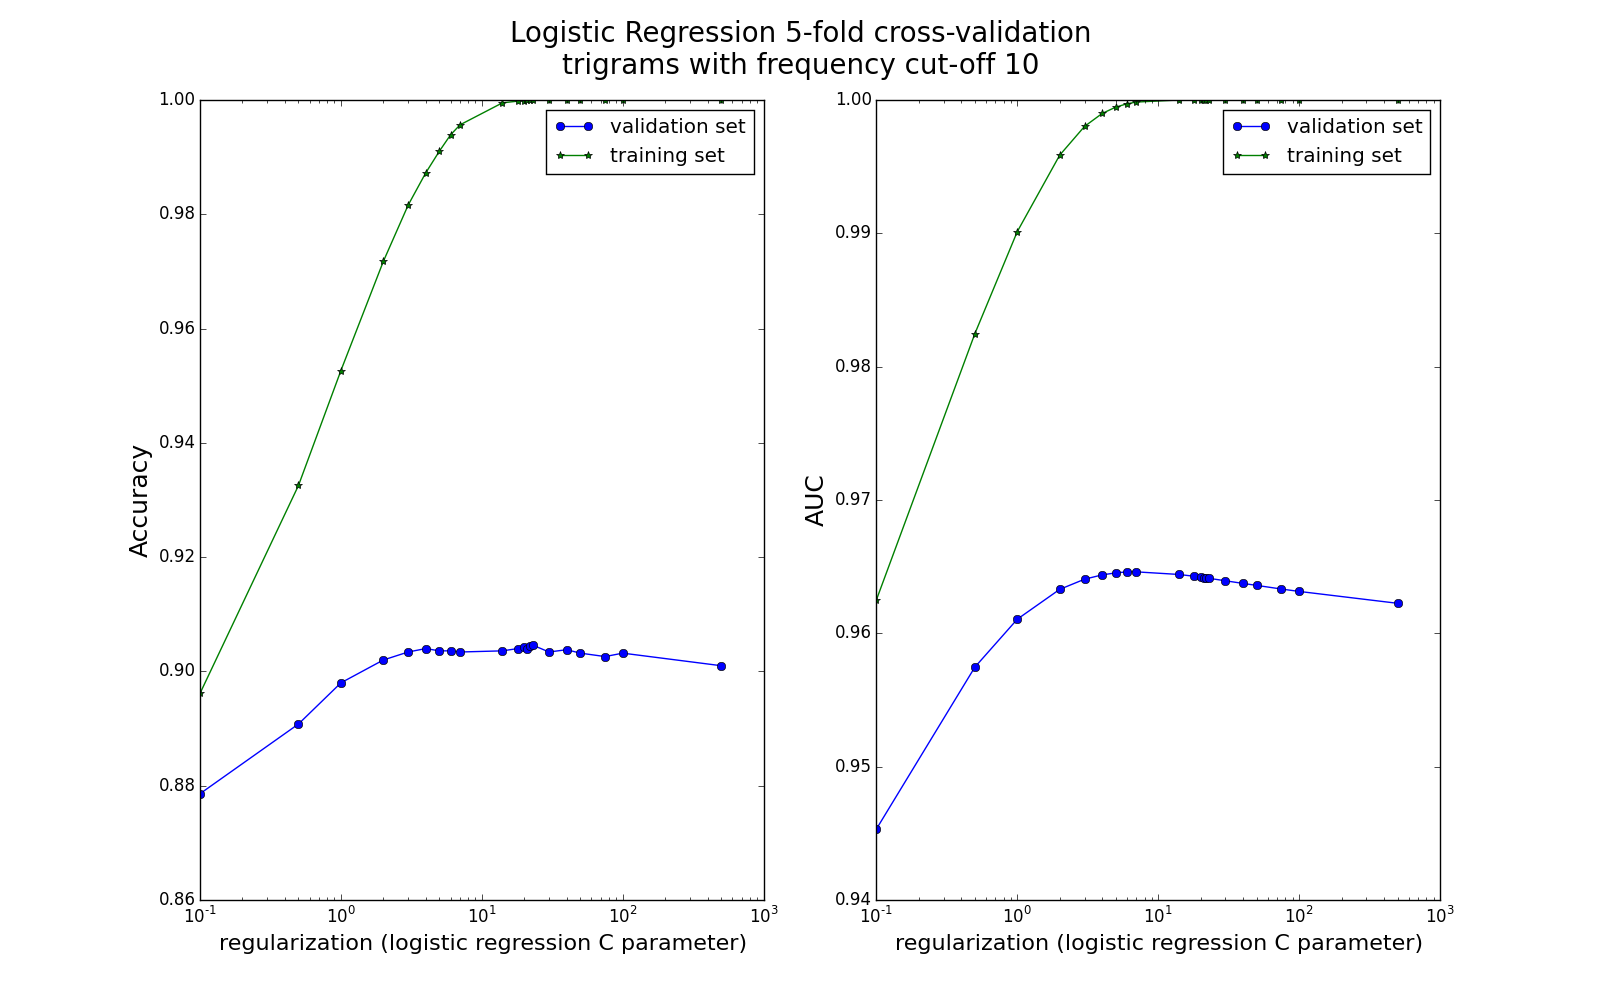 Logistic Regression 5-fold cross-validation
trigrams with frequency cut-off 10
1.00
0.98
0.96
0.94
0.92
0.90
0.88
0.86
Accuracy
validation set
training set
10⁻¹ 10⁰ 10¹ 10² 10³
regularization (logistic regression C parameter)
1.00
0.99
0.98
0.97
0.96
0.95
0.94
AUC
validation set
training set
10⁻¹ 10⁰ 10¹ 10² 10³
regularization (logistic regression C parameter)